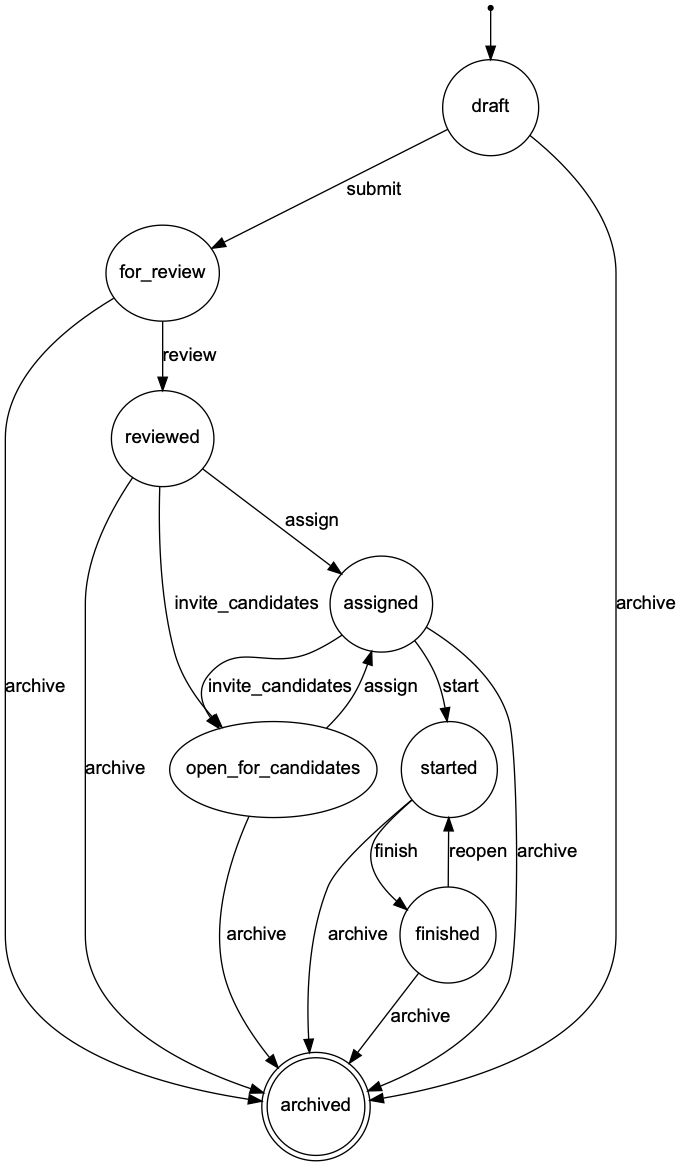 draft
submit
for_review
review
reviewed
assign
invite_candidates
assigned
archive
archive
invite_candidates
assign
start
archive
open_for_candidates
started
finish
reopen
archive
archive
archive
finished
archive
archived